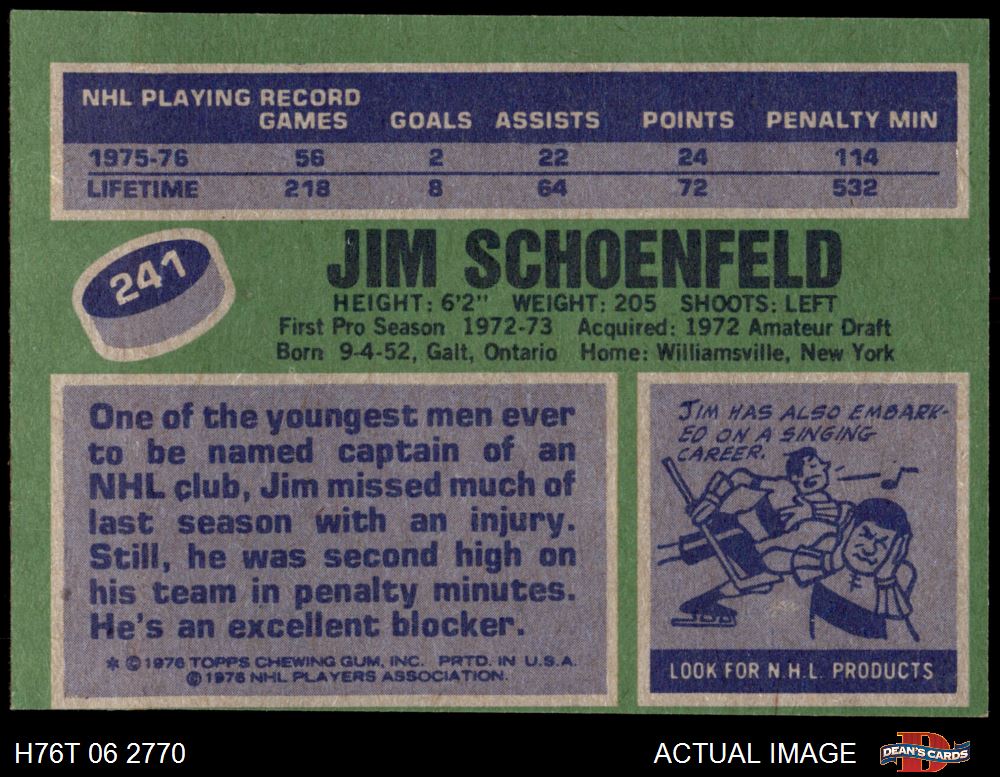 NHL PLAYING RECORD
GAMES GOALS ASSISTS POINTS PENALTY MIN
1975-76 56 2 22 24 114
LIFETIME 218 8 64 72 532
241
JIM SCHOENFELD
HEIGHT: 6'2" WEIGHT: 205 SHOOTS: LEFT
First Pro Season 1972-73 Acquired: 1972 Amateur Draft
Born 9-4-52, Galt, Ontario Home: Williamsville, New York
One of the youngest men ever
to be named captain of an
NHL club, Jim missed much of
last season with an injury.
Still, he was second high on
his team in penalty minutes.
He's an excellent blocker.
* © 1976 TOPPS CHEWING GUM, INC. PRTD. IN U.S.A.
© 1976 NHL PLAYERS ASSOCIATION.
JIM HAS ALSO EMBARK-
ED ON A SINGING
CAREER.
LOOK FOR N.H.L. PRODUCTS
H76T 06 2770
ACTUAL IMAGE
DEAN'S CARDS